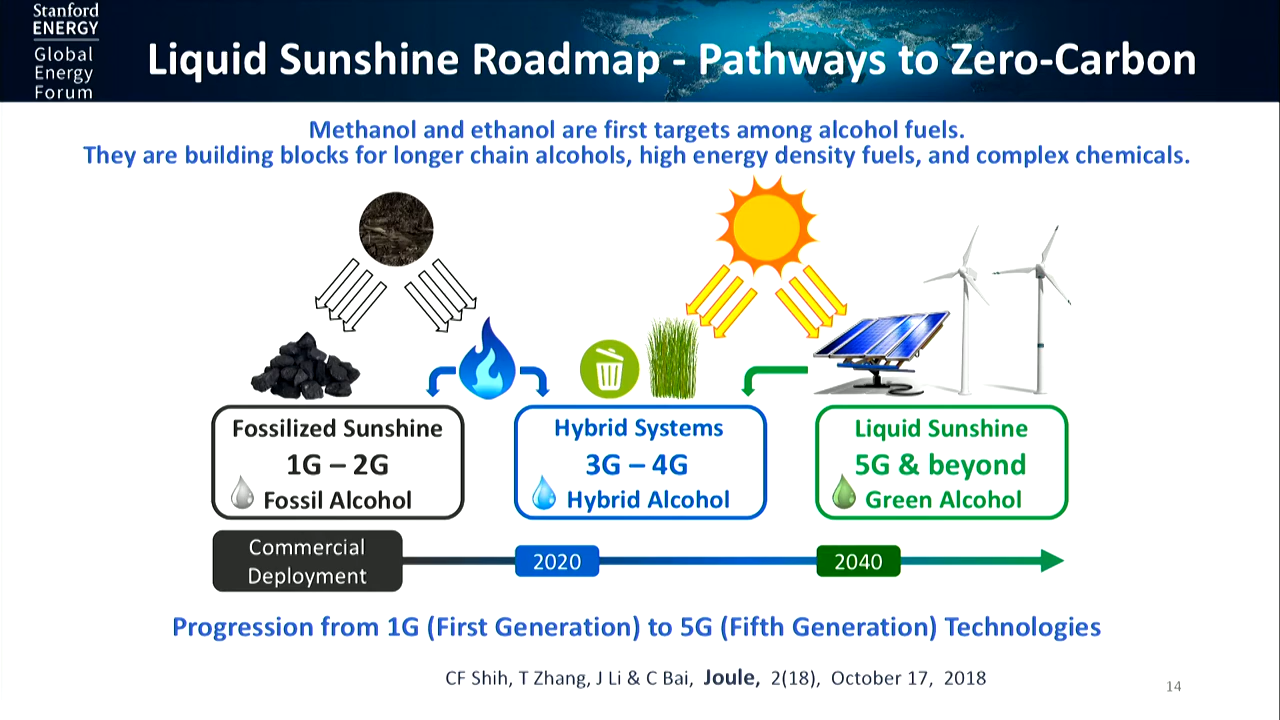 Stanford
ENERGY
Global
Energy
Forum
Liquid Sunshine Roadmap - Pathways to Zero-Carbon
Methanol and ethanol are first targets among alcohol fuels.
They are building blocks for longer chain alcohols, high energy density fuels, and complex chemicals.
Fossilized Sunshine
1G – 2G
Fossil Alcohol
Hybrid Systems
3G – 4G
Hybrid Alcohol
Liquid Sunshine
5G & beyond
Green Alcohol
Commercial
Deployment
2020
2040
Progression from 1G (First Generation) to 5G (Fifth Generation) Technologies
CF Shih, T Zhang, J Li & C Bai, Joule, 2(18), October 17, 2018
14